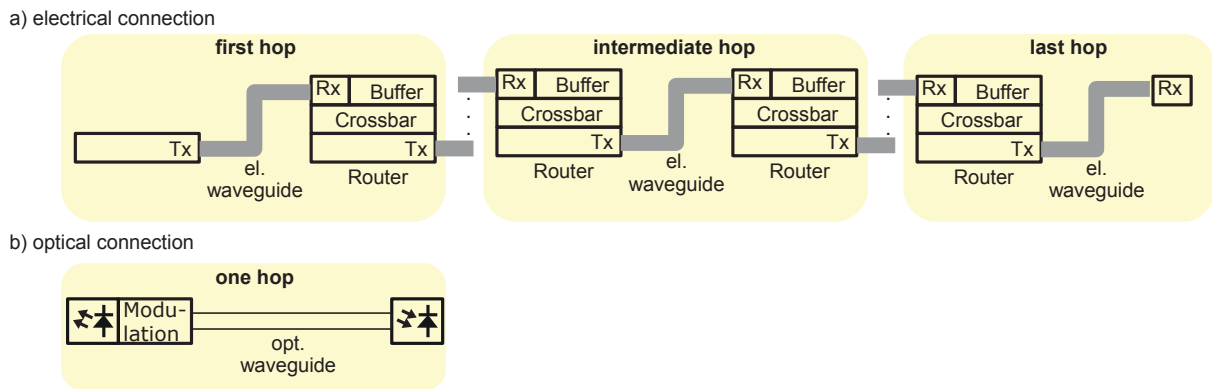 a) electrical connection
first hop
intermediate hop
last hop
Rx Buffer
Crossbar
Tx
Tx
el.
waveguide
Router
Rx Buffer
Crossbar
Tx
Router
el.
waveguide
Rx Buffer
Crossbar
Tx
Router
Rx Buffer
Crossbar
Tx
Router
el.
waveguide
Rx
b) optical connection
one hop
Modu-
lation
opt.
waveguide